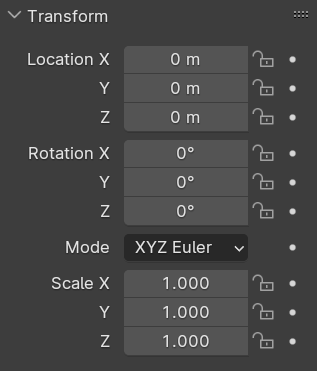 Transform
Location X 0 m
Y 0 m
Z 0 m
Rotation X 0°
Y 0°
Z 0°
Mode XYZ Euler
Scale X 1.000
Y 1.000
Z 1.000